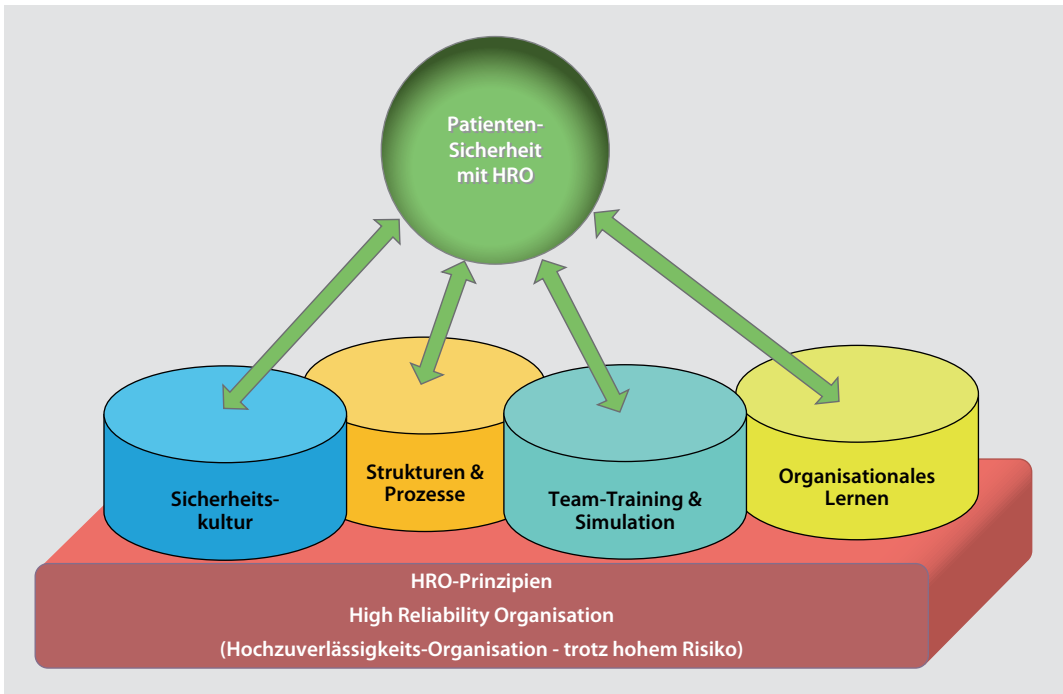 Patienten-
Sicherheit
mit HRO
Sicherheits-
kultur
Strukturen &
Prozesse
Team-Training &
Simulation
Organisationales
Lernen
HRO-Prinzipien
High Reliability Organisation
(Hochzuverlässigkeits-Organisation - trotz hohem Risiko)